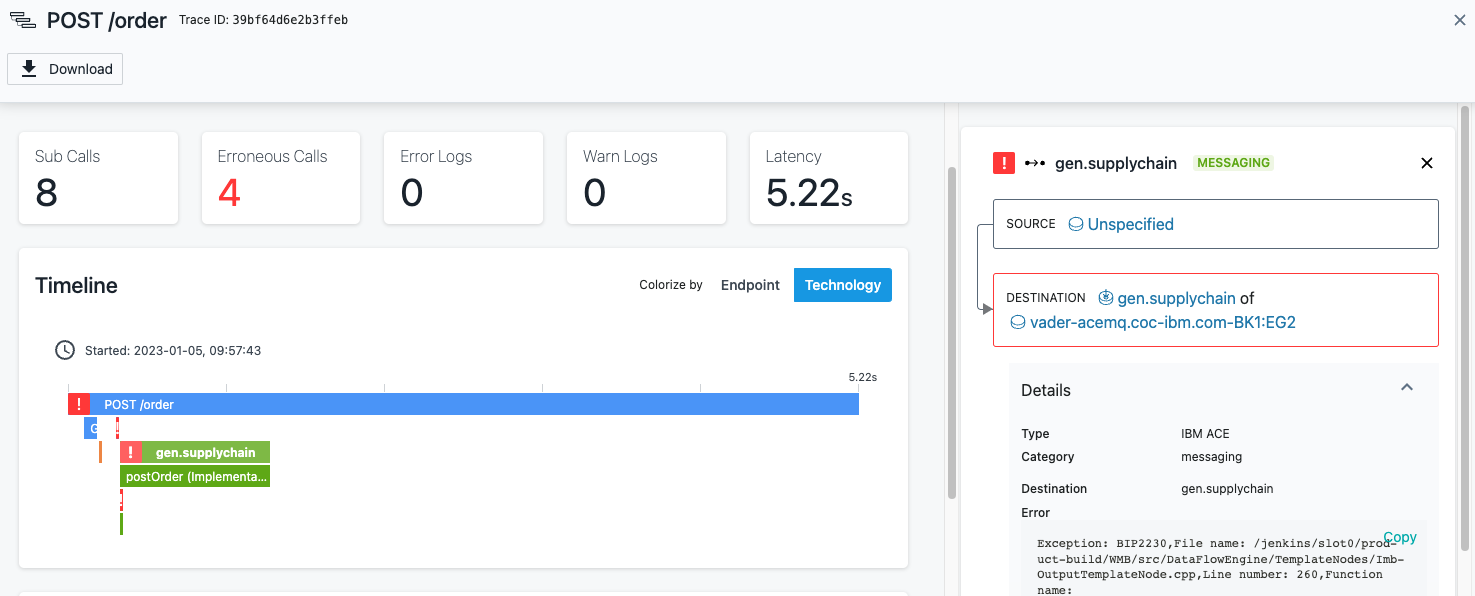 POST /order Trace ID: 39bf64d6e2b3ffeb
Download
Sub Calls
8
Erroneous Calls
4
Error Logs
0
Warn Logs
0
Latency
5.22s
Timeline
Colorize by Endpoint Technology
Started: 2023-01-05, 09:57:43
5.22s
! POST /order
! gen.supplychain
postOrder (Implementa...
! gen.supplychain MESSAGING
SOURCE Unspecified
DESTINATION gen.supplychain of
vader-acemq.coc-ibm.com-BK1:EG2
Details
Type IBM ACE
Category messaging
Destination gen.supplychain
Error
Copy
Exception: BIP2230,File name: /jenkins/slot0/prod-
uct-build/WMB/src/DataFlowEngine/TemplateNodes/Imb-
OutputTemplateNode.cpp,Line number: 260,Function
name: